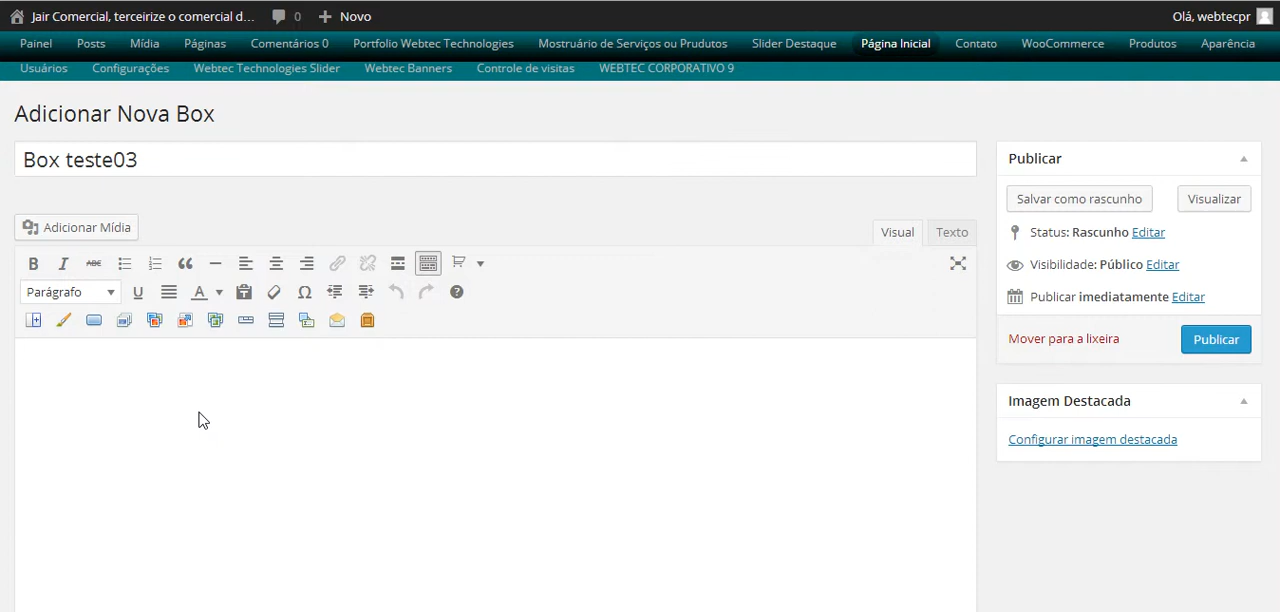 Jair Comercial, terceirize o comercial d... 0 Novo Olá, webtecpr
Painel Posts Mídia Páginas Comentários 0 Portfolio Webtec Technologies Mostruário de Serviços ou Prudutos Slider Destaque Página Inicial Contato WooCommerce Produtos Aparência
Usuários Configurações Webtec Technologies Slider Webtec Banners Controle de visitas WEBTEC CORPORATIVO 9
Adicionar Nova Box
Box teste03
Publicar
Salvar como rascunho Visualizar
Adicionar Mídia Visual Texto
Status: Rascunho Editar
B I ABC
Visibilidade: Público Editar
Parágrafo U A Ω ?
Publicar imediatamente Editar
Mover para a lixeira Publicar
Imagem Destacada
Configurar imagem destacada